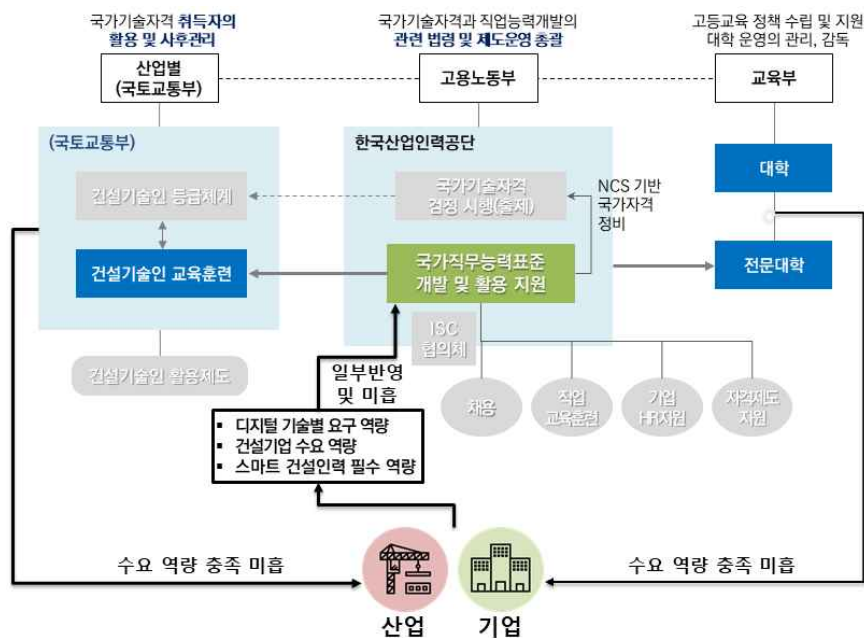 국가기술자격 취득자의
활용 및 사후관리
국가기술자격과 직업능력개발의
관련 법령 및 제도운영 총괄
고등교육 정책 수립 및 지원
대학 운영의 관리, 감독
산업별
(국토교통부)
고용노동부
교육부
(국토교통부)
한국산업인력공단
건설기술인 등급체계
국가기술자격
검정 시행(출제)
NCS 기반
국가자격
정비
대학
건설기술인 교육훈련
국가직무능력표준
개발 및 활용 지원
전문대학
ISC
협의체
건설기술인 활용제도
일부반영
및 미흡
채용
직업
교육훈련
기업
HR지원
자격제도
지원
▪ 디지털 기술별 요구 역량
▪ 건설기업 수요 역량
▪ 스마트 건설인력 필수 역량
수요 역량 충족 미흡
수요 역량 충족 미흡
산업
기업